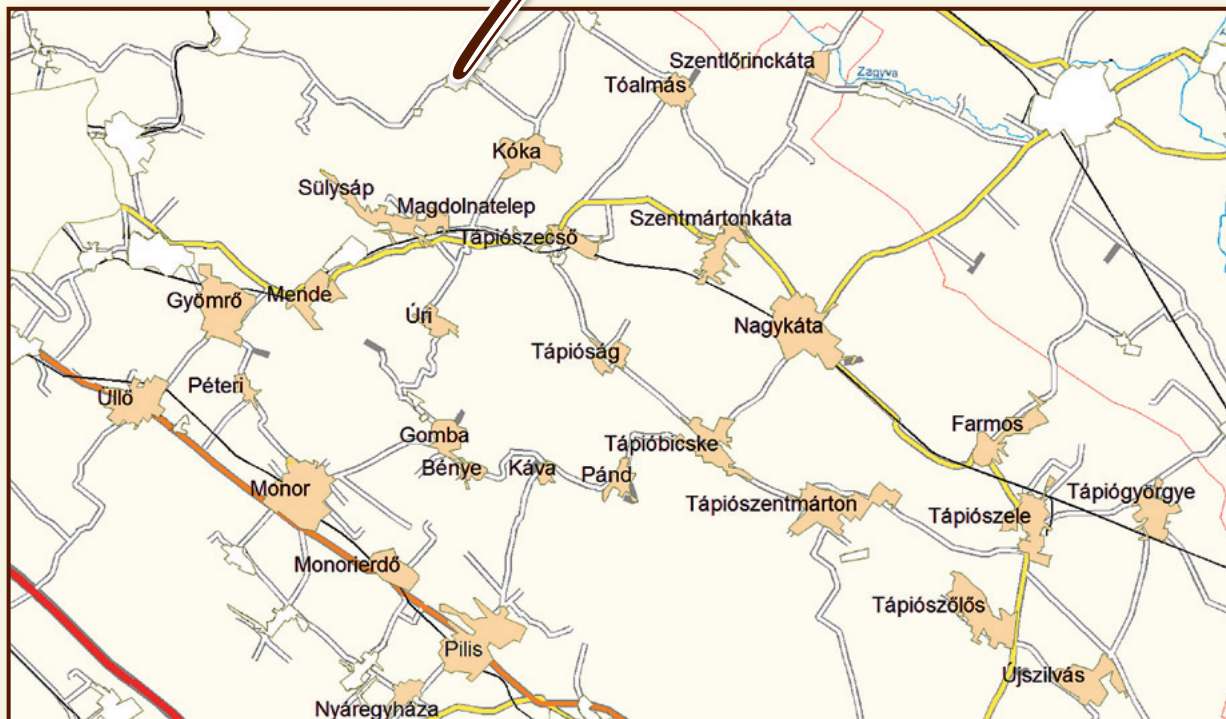 Szentlőrinckáta
Zagyva
Tóalmás
Kóka
Sülysáp
Magdolnatelep
Szentmártonkáta
Tápiószecső
Gyömrő
Mende
Úri
Nagykáta
Tápióság
Üllő
Péteri
Farmos
Gomba
Tápióbicske
Bénye
Káva
Pánd
Monor
Tápiószentmárton
Tápiógyörgye
Tápiószele
Monorierdő
Tápiószőlős
Pilis
Újszilvás
Nyáregyháza